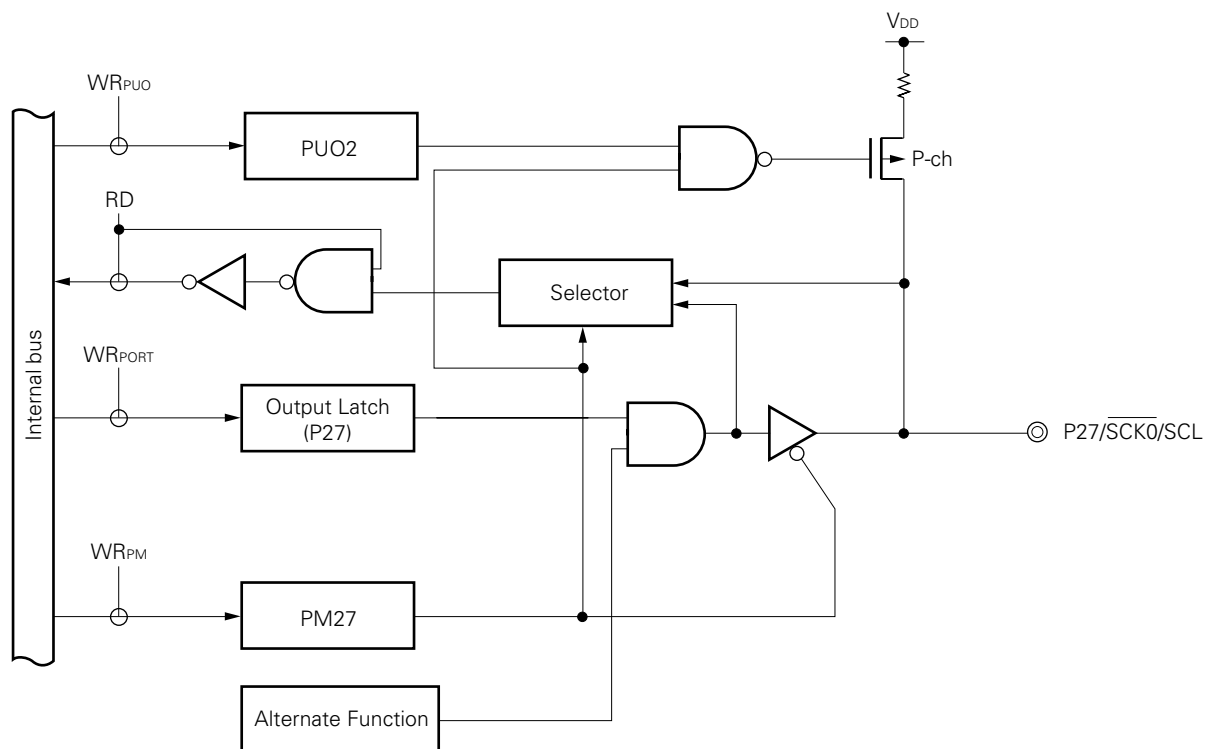 VDD
WRPUO
PUO2
P-ch
RD
Selector
Internal bus
WRPORT
Output Latch
(P27)
P27/SCK0/SCL
WRPM
PM27
Alternate Function